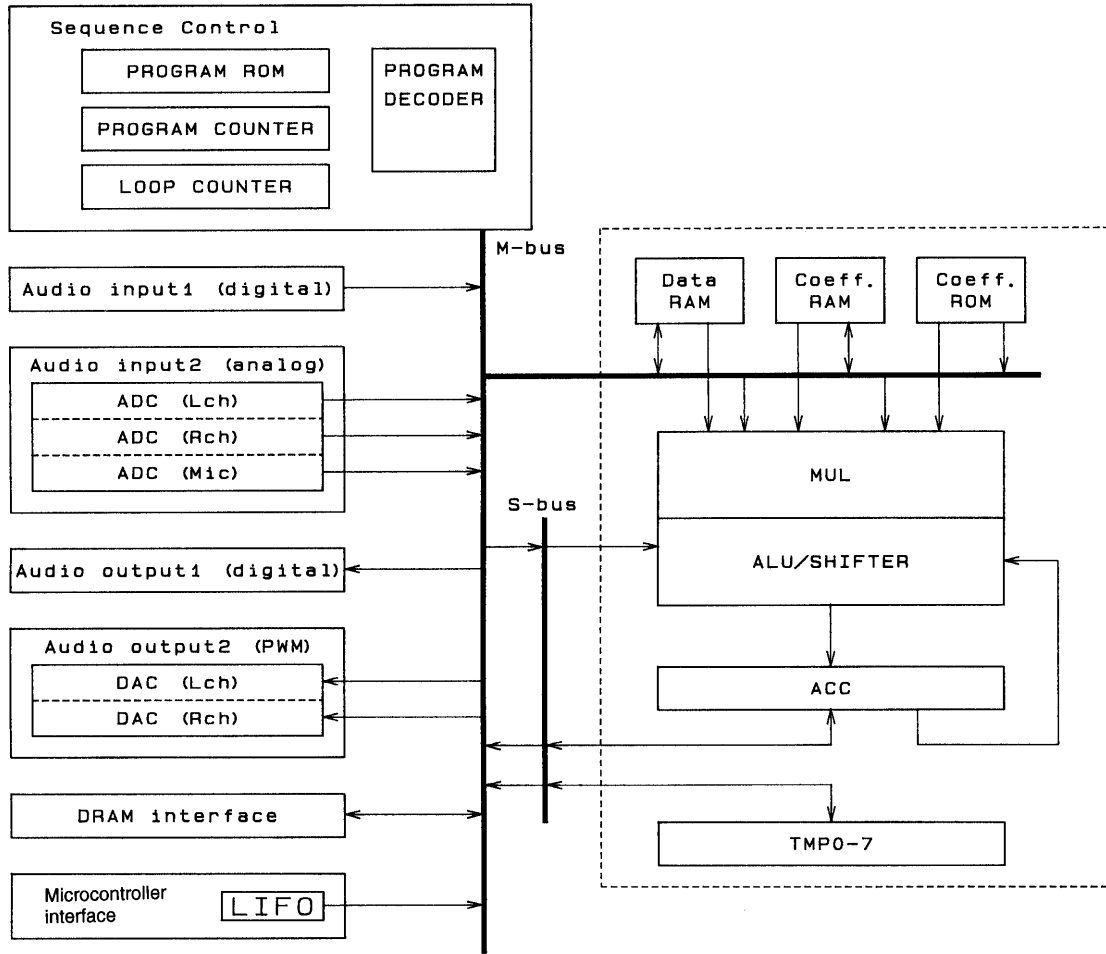 Sequence Control
PROGRAM ROM
PROGRAM COUNTER
LOOP COUNTER
PROGRAM
DECODER
M-bus
Audio input1 (digital)
Audio input2 (analog)
ADC (Lch)
ADC (Rch)
ADC (Mic)
Audio output1 (digital)
Audio output2 (PWM)
DAC (Lch)
DAC (Rch)
DRAM interface
Microcontroller
interface
LIFO
S-bus
Data
RAM
Coeff.
RAM
Coeff.
ROM
MUL
ALU/SHIFTER
ACC
TMP0-7